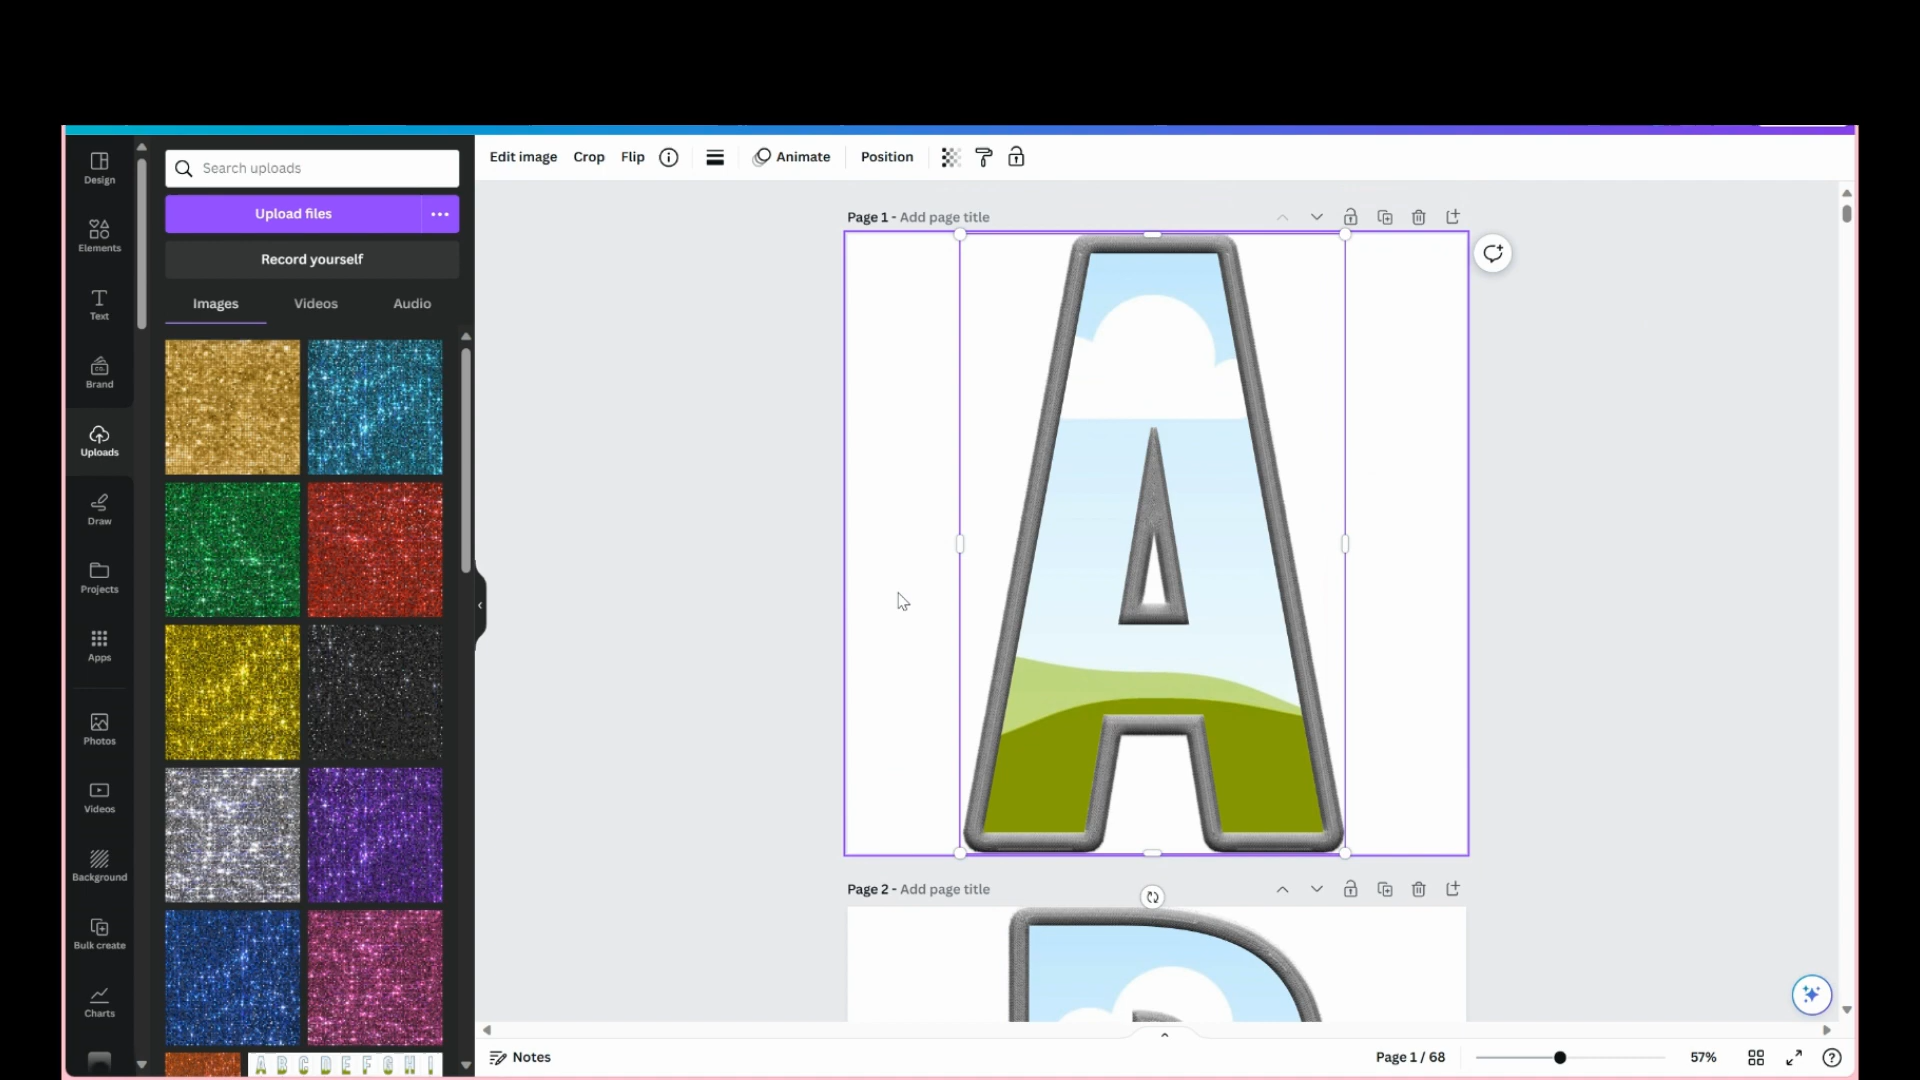 Design
Elements
Text
Brand
Uploads
Draw
Projects
Apps
Photos
Videos
Background
Bulk create
Charts
Search uploads
Upload files
Record yourself
Images Videos Audio
A B C D E F G H I
Edit image Crop Flip Animate Position
Page 1 - Add page title
A
Page 2 - Add page title
Notes
Page 1 / 68
57%